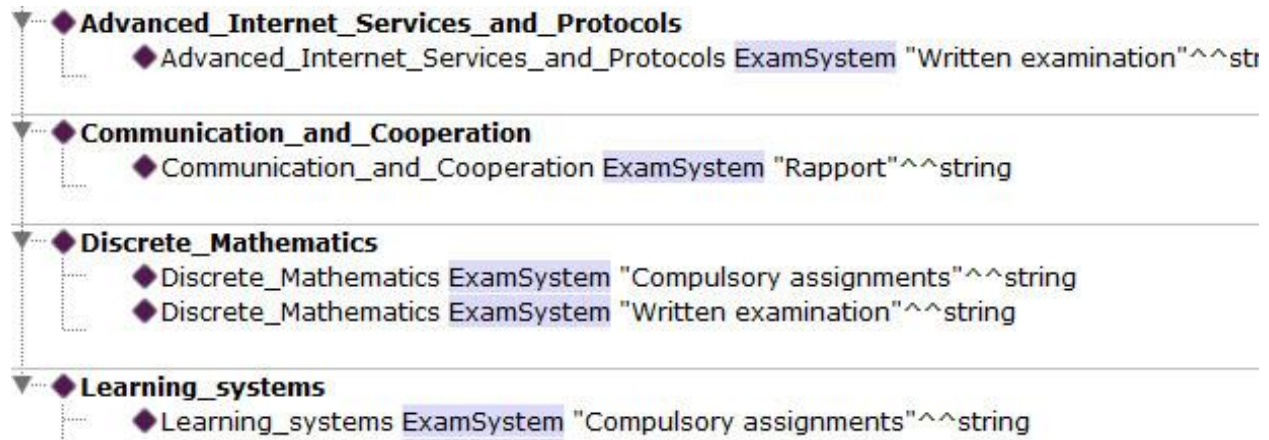 Advanced_Internet_Services_and_Protocols
Advanced_Internet_Services_and_Protocols ExamSystem "Written examination"^^str
Communication_and_Cooperation
Communication_and_Cooperation ExamSystem "Rapport"^^string
Discrete_Mathematics
Discrete_Mathematics ExamSystem "Compulsory assignments"^^string
Discrete_Mathematics ExamSystem "Written examination"^^string
Learning_systems
Learning_systems ExamSystem "Compulsory assignments"^^string